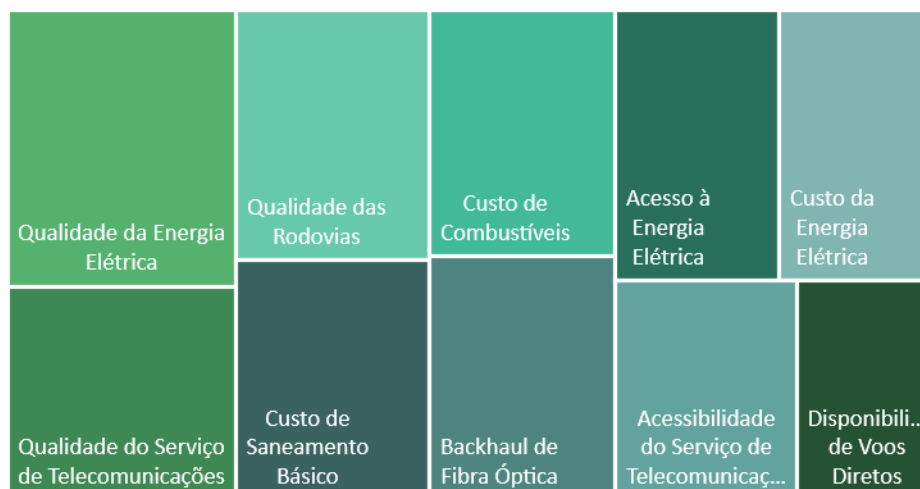 Qualidade da Energia
Elétrica
Qualidade das
Rodovias
Custo de
Combustíveis
Acesso à
Energia
Elétrica
Custo da
Energia
Elétrica
Qualidade do Serviço
de Telecomunicações
Custo de
Saneamento
Básico
Backhaul de
Fibra Óptica
Acessibilidade
do Serviço de
Telecomunicaç...
Disponibili...
de Voos
Diretos